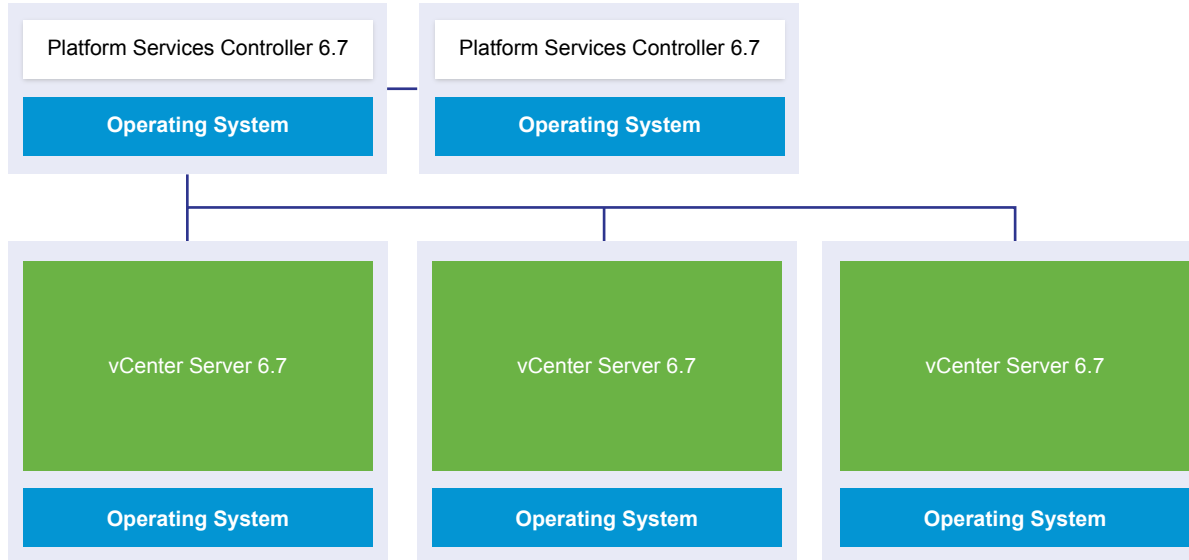 Platform Services Controller 6.7
Platform Services Controller 6.7
Operating System
Operating System
vCenter Server 6.7
vCenter Server 6.7
vCenter Server 6.7
Operating System
Operating System
Operating System